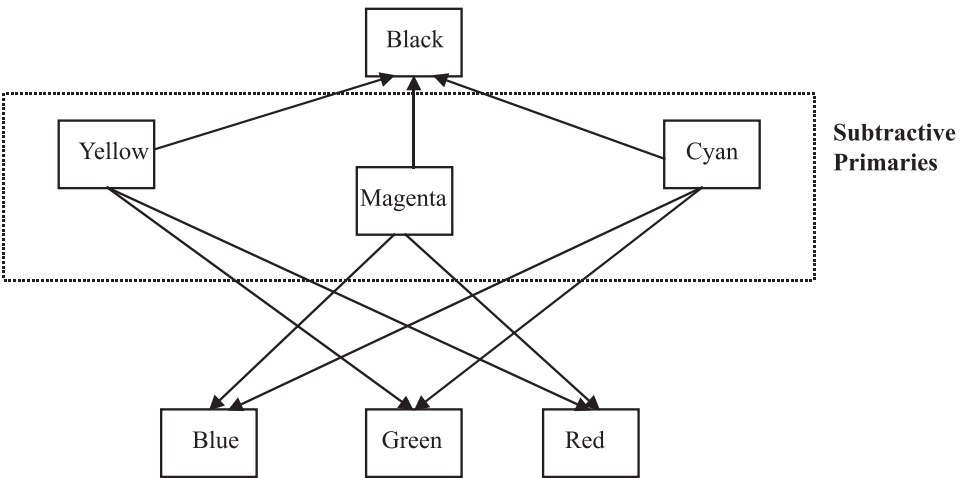 Black
Yellow
Magenta
Cyan
Subtractive
Primaries
Blue
Green
Red